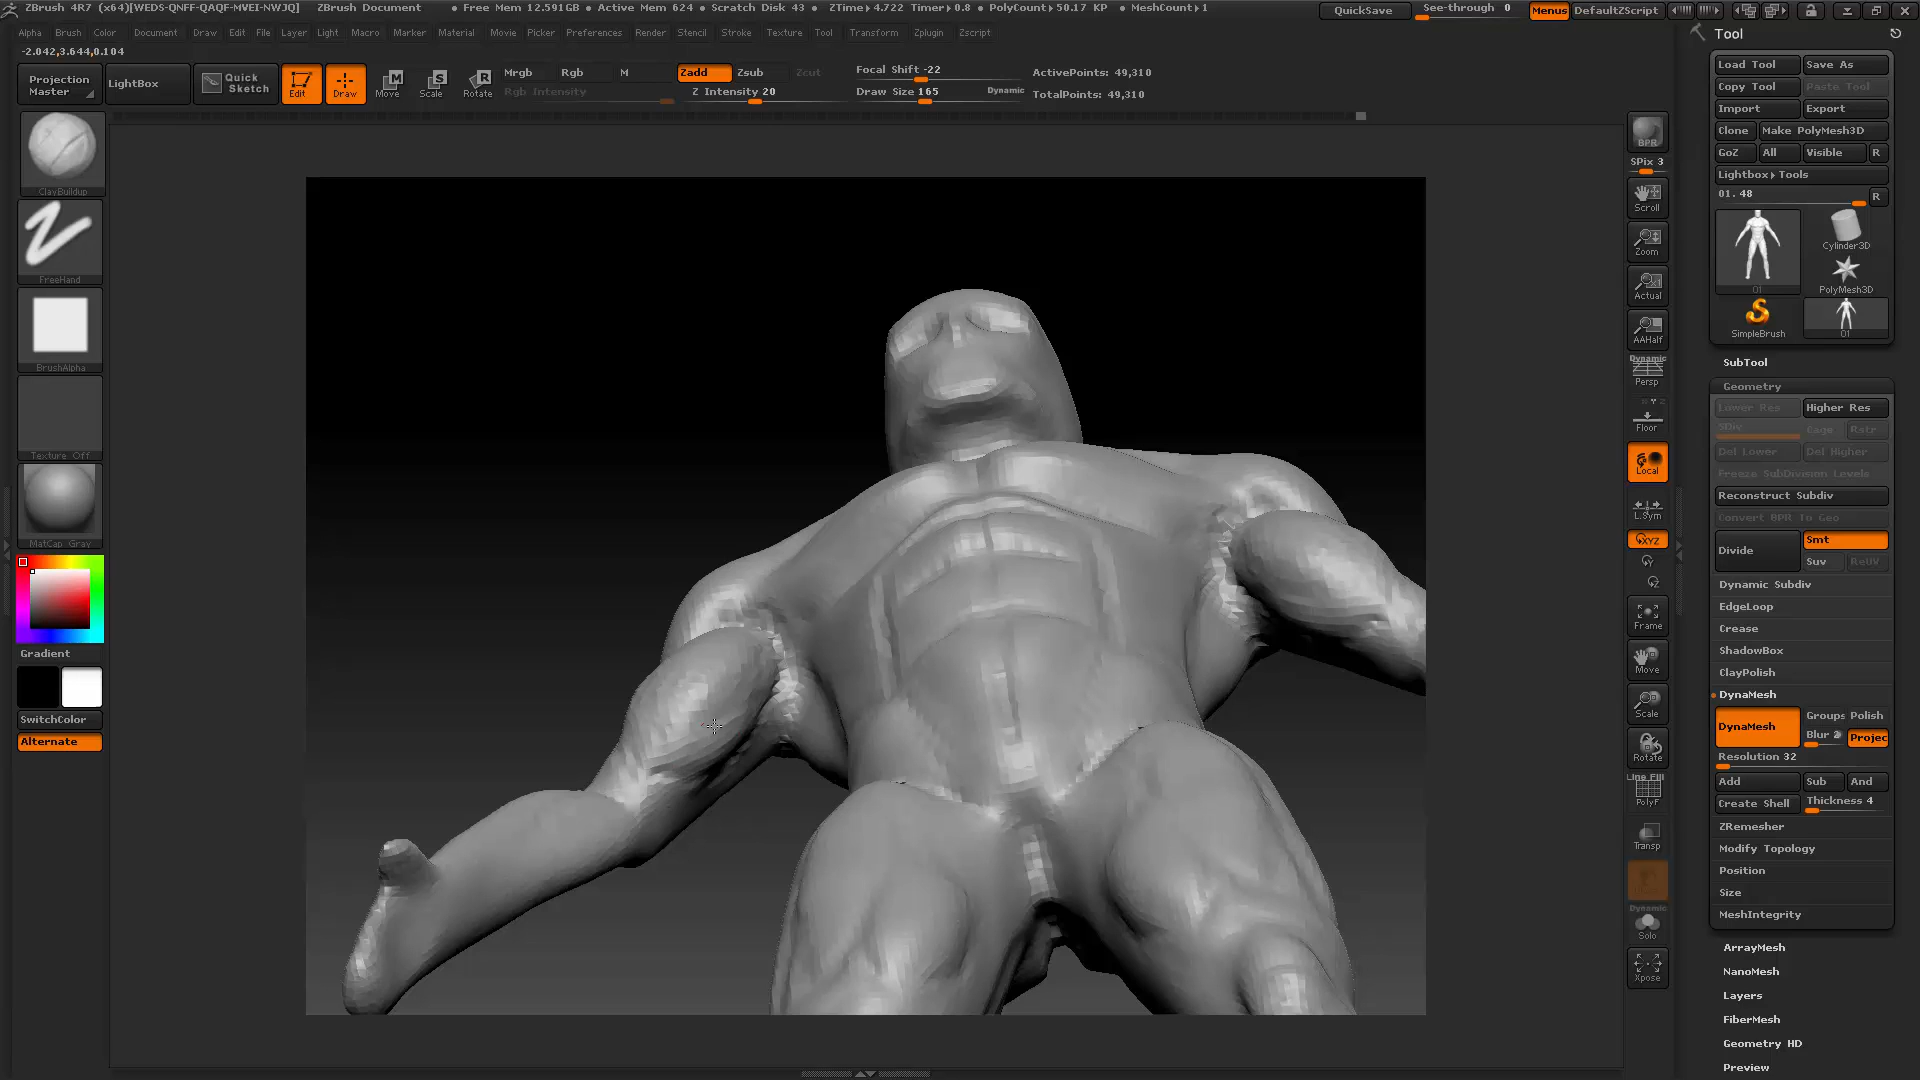 ZBrush 4R7 (x64)[WEDS-QNFF-QAQF-MVEI-NWJQ] ZBrush Document • Free Mem 12.591GB • Active Mem 624 • Scratch Disk 43 • ZTime▸4.722 Timer▸0.8 • PolyCount▸50.17 KP • MeshCount▸1 QuickSave See-through 0 Menus DefaultZScript
Alpha Brush Color Document Draw Edit File Layer Light Macro Marker Material Movie Picker Preferences Render Stencil Stroke Texture Tool Transform Zplugin Zscript
-2.042,3.644,0.104
Projection Master
LightBox
Quick Sketch
Edit
Draw
Move
Scale
Rotate
Mrgb Rgb M Zadd Zsub Zcut
Rgb Intensity Z Intensity 20
Focal Shift -22
Draw Size 165 Dynamic
ActivePoints: 49,310
TotalPoints: 49,310
ClayBuildup
FreeHand
BrushAlpha
Texture Off
MatCap Gray
Gradient
SwitchColor
Alternate
BPR
SPix 3
Scroll
Zoom
Actual
AAHalf
Dynamic
Persp
Floor
Local
L.Sym
XYZ
Frame
Move
Scale
Rotate
Line Fill
PolyF
Transp
Dynamic
Solo
Xpose
Tool
Load Tool Save As
Copy Tool Paste Tool
Import Export
Clone Make PolyMesh3D
GoZ All Visible R
Lightbox▸Tools
01. 48 R
Cylinder3D
01 PolyMesh3D
SimpleBrush 01
SubTool
Geometry
Lower Res Higher Res
SDiv Cage Rstr
Del Lower Del Higher
Freeze SubDivision Levels
Reconstruct Subdiv
Convert BPR To Geo
Divide Smt
Suv ReUV
Dynamic Subdiv
EdgeLoop
Crease
ShadowBox
ClayPolish
DynaMesh
DynaMesh Groups Polish
Blur 2 Projec
Resolution 32
Add Sub And
Create Shell Thickness 4
ZRemesher
Modify Topology
Position
Size
MeshIntegrity
ArrayMesh
NanoMesh
Layers
FiberMesh
Geometry HD
Preview